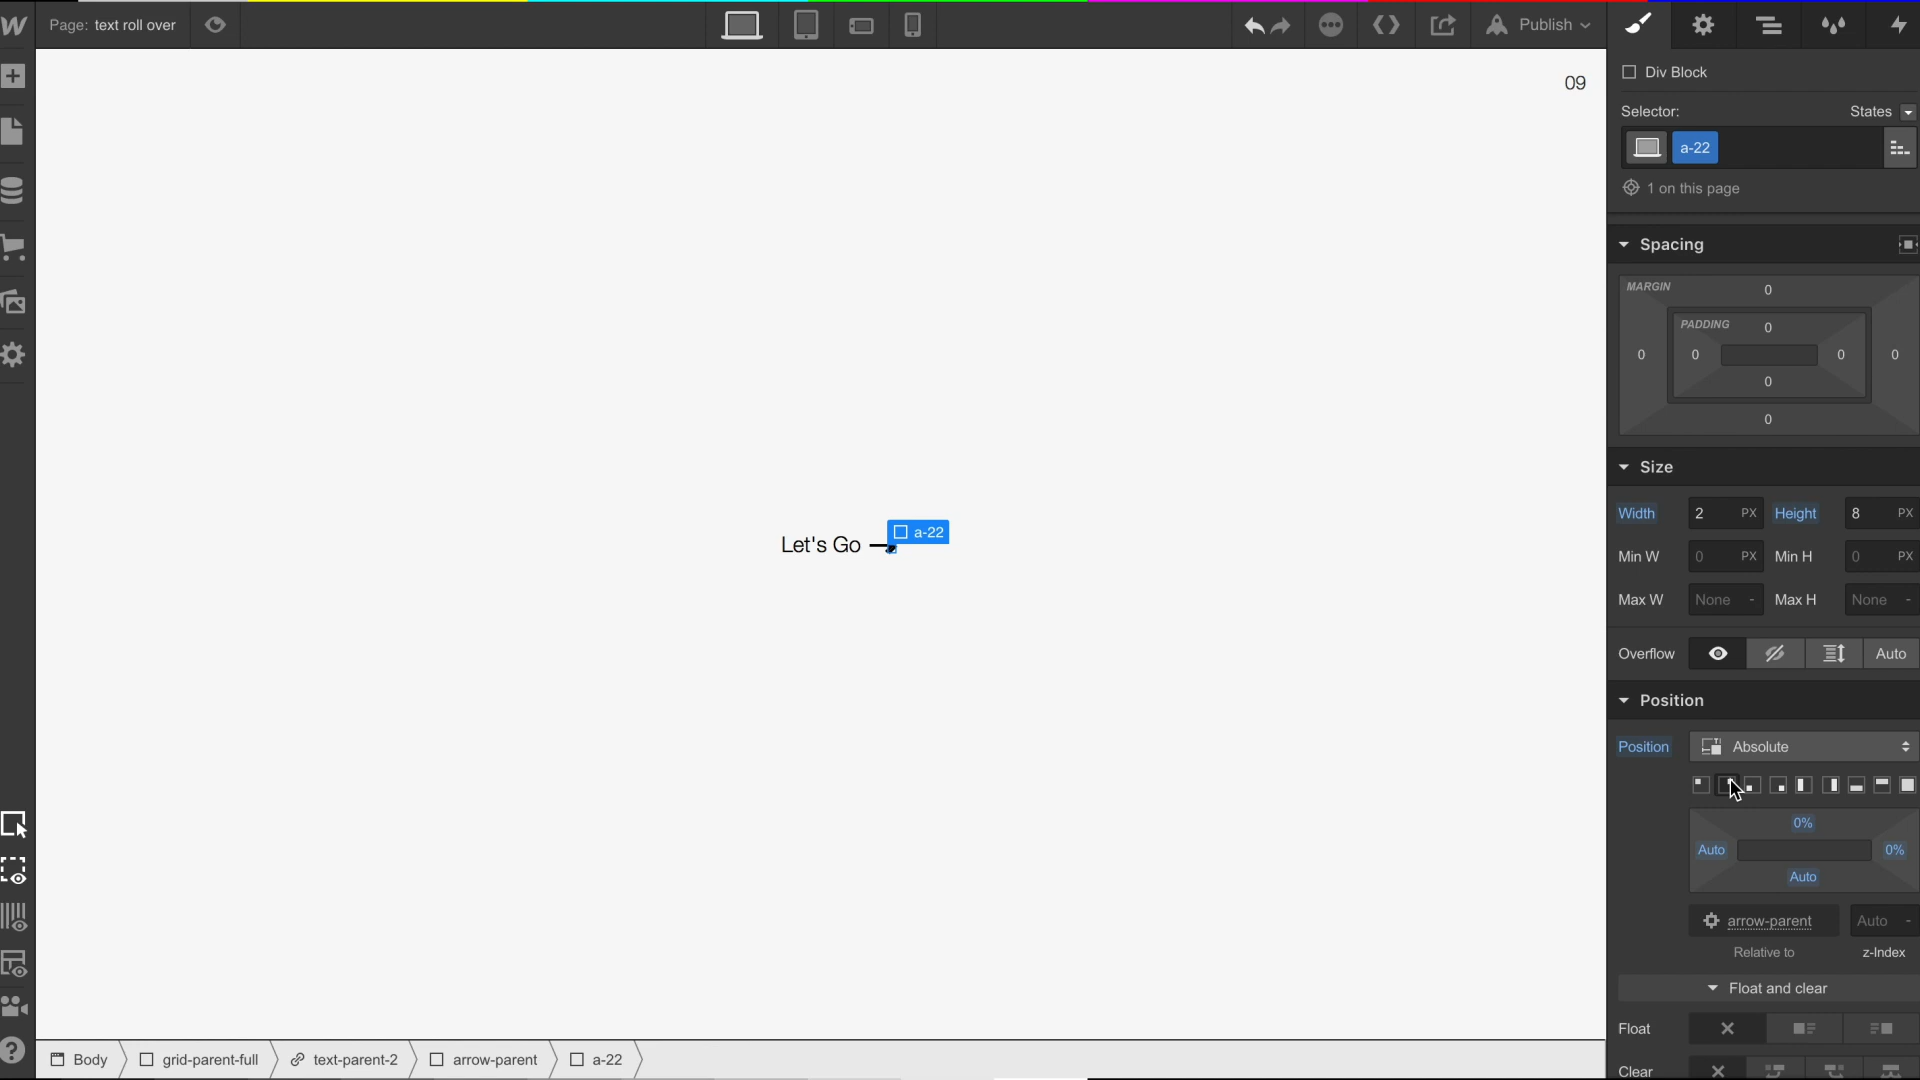 Page: text roll over
Publish
09
Let's Go
a-22
Body
grid-parent-full
text-parent-2
arrow-parent
a-22
Div Block
Selector:
States
a-22
1 on this page
Spacing
MARGIN
0
PADDING
0
0
0
0
0
0
0
Size
Width
2
PX
Height
8
PX
Min W
0
PX
Min H
0
PX
Max W
None
-
Max H
None
-
Overflow
Auto
Position
Position
Absolute
0%
Auto
0%
Auto
arrow-parent
Auto
-
Relative to
z-Index
Float and clear
Float
Clear